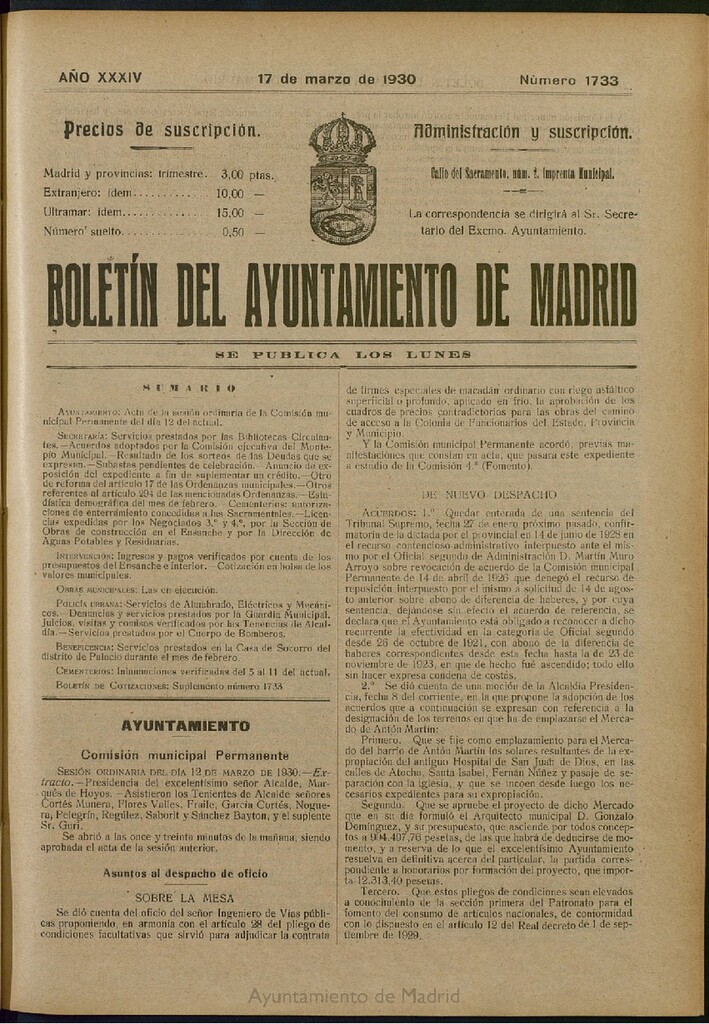 AÑO XXXIV
17 de marzo de 1930
Número 1733
Precios de suscripción.
Madrid y provincias: trimestre. 3,00 ptas.
Extranjero: ídem............. 10,00 —
Ultramar: ídem............... 15,00 —
Número suelto............... 0,50 —
Administración y suscripción.
Calle del Sacramento, núm. Imprenta Municipal.
La correspondencia se dirigirá al Sr. Secre-
tario del Excmo. Ayuntamiento.
BOLETÍN DEL AYUNTAMIENTO DE MADRID
SE PUBLICA LOS LUNES
SUMARIO
AYUNTAMIENTO: Acta de la sesión ordinaria de la Comisión mu-
nicipal Permanente del día 12 del actual.
SECRETARÍA: Servicios prestados por las Bibliotecas Circulan-
tes.—Acuerdos adoptados por la Comisión ejecutiva del Monte-
pío Municipal.—Resultado de los sorteos de las Deudas que se
expresan.—Subastas pendientes de celebración.—Anuncio de ex-
posición del expediente a fin de suplementar un crédito.—Otro
de reforma del artículo 17 de las Ordenanzas municipales.—Otros
referentes al artículo 294 de las mencionadas Ordenanzas.—Esta-
dística demográfica del mes de febrero.—Cementerios: autoriza-
ciones de enterramiento concedidas a las Sacramentales.—Licen-
cias expedidas por los Negociados 3.º y 4.º, por la Sección de
Obras de construcción en el Ensanche y por la Dirección de
Aguas Potables y Residuarias.
INTERVENCIÓN: Ingresos y pagos verificados por cuenta de los
presupuestos del Ensanche e Interior.—Cotización en bolsa de los
valores municipales.
OBRAS MUNICIPALES: Las en ejecución.
POLICÍA URBANA: Servicios de Alumbrado, Eléctricos y Mecáni-
cos.—Denuncias y servicios prestados por la Guardia Municipal.
Juicios, visitas y comisos verificados por las Tenencias de Alcal-
día.—Servicios prestados por el Cuerpo de Bomberos.
BENEFICENCIA: Servicios prestados en la Casa de Socorro del
distrito de Palacio durante el mes de febrero.
CEMENTERIOS: Inhumaciones verificadas del 5 al 11 del actual.
BOLETÍN DE COTIZACIONES: Suplemento número 1733
AYUNTAMIENTO
Comisión municipal Permanente
SESIÓN ORDINARIA DEL DÍA 12 DE MARZO DE 1930.—Ex-
tracto.—Presidencia del excelentísimo señor Alcalde, Mar-
qués de Hoyos.—Asistieron los Tenientes de Alcalde señores
Cortés Munera, Flores Valles, Fraile, García Cortés, Nogue-
ra, Pelegrín, Regúlez, Saborit y Sánchez Bayton, y el suplente
Sr. Guri.
Se abrió a las once y treinta minutos de la mañana, siendo
aprobada el acta de la sesión anterior.
Asuntos al despacho de oficio
SOBRE LA MESA
Se dió cuenta del oficio del señor Ingeniero de Vías públi-
cas proponiendo, en armonía con el artículo 28 del pliego de
condiciones facultativas que sirvió para adjudicar la contrata
de firmes especiales de macadán ordinario con riego asfáltico
superficial o profundo, aplicado en frío, la aprobación de los
cuadros de precios contradictorios para las obras del camino
de acceso a la Colonia de Funcionarios del Estado, Provincia
y Municipio.
Y la Comisión municipal Permanente acordó, previas ma-
nifestaciones que constan en acta, que pasara este expediente
a estudio de la Comisión 4.ª (Fomento).
DE NUEVO DESPACHO
ACUERDOS: 1.º Quedar enterada de una sentencia del
Tribunal Supremo, fecha 27 de enero próximo pasado, confir-
matoria de la dictada por el provincial en 14 de junio de 1928 en
el recurso contencioso-administrativo interpuesto ante el mis-
mo por el Oficial segundo de Administración D. Martín Muro
Arroyo sobre revocación de acuerdo de la Comisión municipal
Permanente de 14 de abril de 1926 que denegó el recurso de
reposición interpuesto por el mismo a solicitud de 14 de agos-
anterior sobre abono de diferencia de haberes, y por cuya
sentencia, dejándose sin efecto el acuerdo de referencia, se
declara que el Ayuntamiento está obligado a reconocer a dicho
recurrente la efectividad en la categoría de Oficial segundo
desde 26 de octubre de 1921, con abono de la diferencia de
haberes correspondientes desde esta fecha hasta la de 23 de
noviembre de 1923, en que de hecho fué ascendido; todo ello
sin hacer expresa condena de costas.
2.º Se dió cuenta de una moción de la Alcaldía Presiden-
cia, fecha 8 del corriente, en la que propone la adopción de los
acuerdos que a continuación se expresan con referencia a la
designación de los terrenos en que ha de emplazarse el Merca-
do de Antón Martín:
Primero. Que se fije como emplazamiento para el Merca-
do del barrio de Antón Martín los solares resultantes de la ex-
propiación del antiguo Hospital de San Juan de Dios, en las
calles de Atocha, Santa Isabel, Fernán Núñez y pasaje de se-
paración con la iglesia, y que se incoen desde luego los nece-
sarios expedientes para su expropiación.
Segundo. Que se apruebe el proyecto de dicho Mercado
que en su día formuló el Arquitecto municipal D. Gonzalo
Domínguez, y su presupuesto, que asciende por todos concep-
tos a 904.497,76 pesetas, de las que habrá de deducirse de mo-
mento, y a reserva de lo que el excelentísimo Ayuntamiento
resuelva en definitiva acerca del particular, la partida corres-
pondiente a honorarios por formación del proyecto, que impor-
ta 12.313,40 pesetas.
Tercero. Que estos pliegos de condiciones sean elevados
a conocimiento de la sección primera del Patronato para el
fomento del consumo de artículos nacionales, de conformidad
con lo dispuesto en el artículo 12 del Real decreto de 1 de sep-
tiembre de 1929.
Ayuntamiento de Madrid